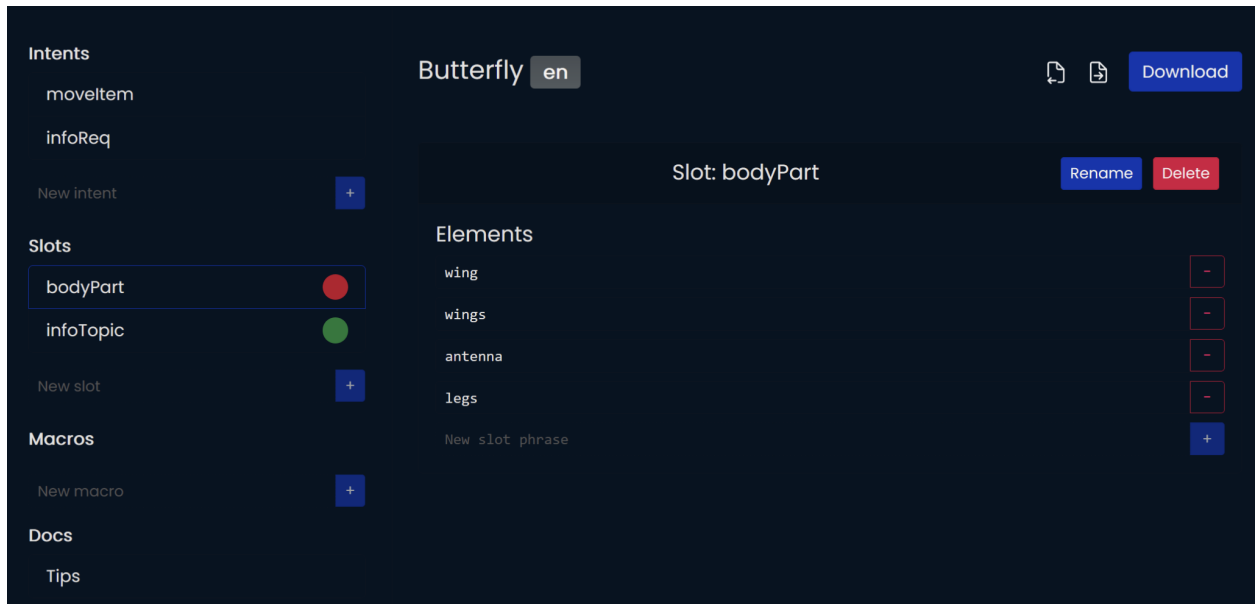 Intents
moveItem
infoReq
New intent
+
Slots
bodyPart
infoTopic
New slot
+
Macros
New macro
+
Docs
Tips
Butterfly en
Download
Slot: bodyPart
Rename
Delete
Elements
wing
-
wings
-
antenna
-
legs
-
New slot phrase
+